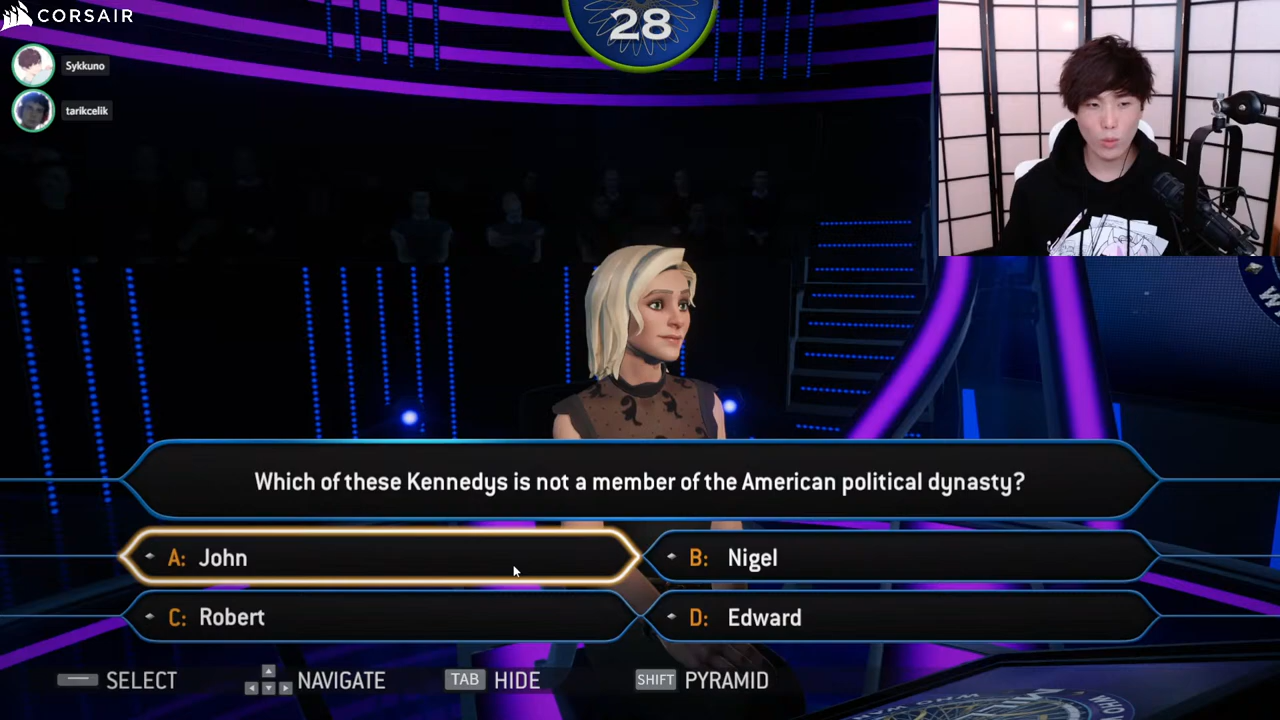 CORSAIR
28
Sykkuno
tarikcelik
Which of these Kennedys is not a member of the American political dynasty?
A: John
B: Nigel
C: Robert
D: Edward
SELECT
NAVIGATE
TAB HIDE
SHIFT PYRAMID